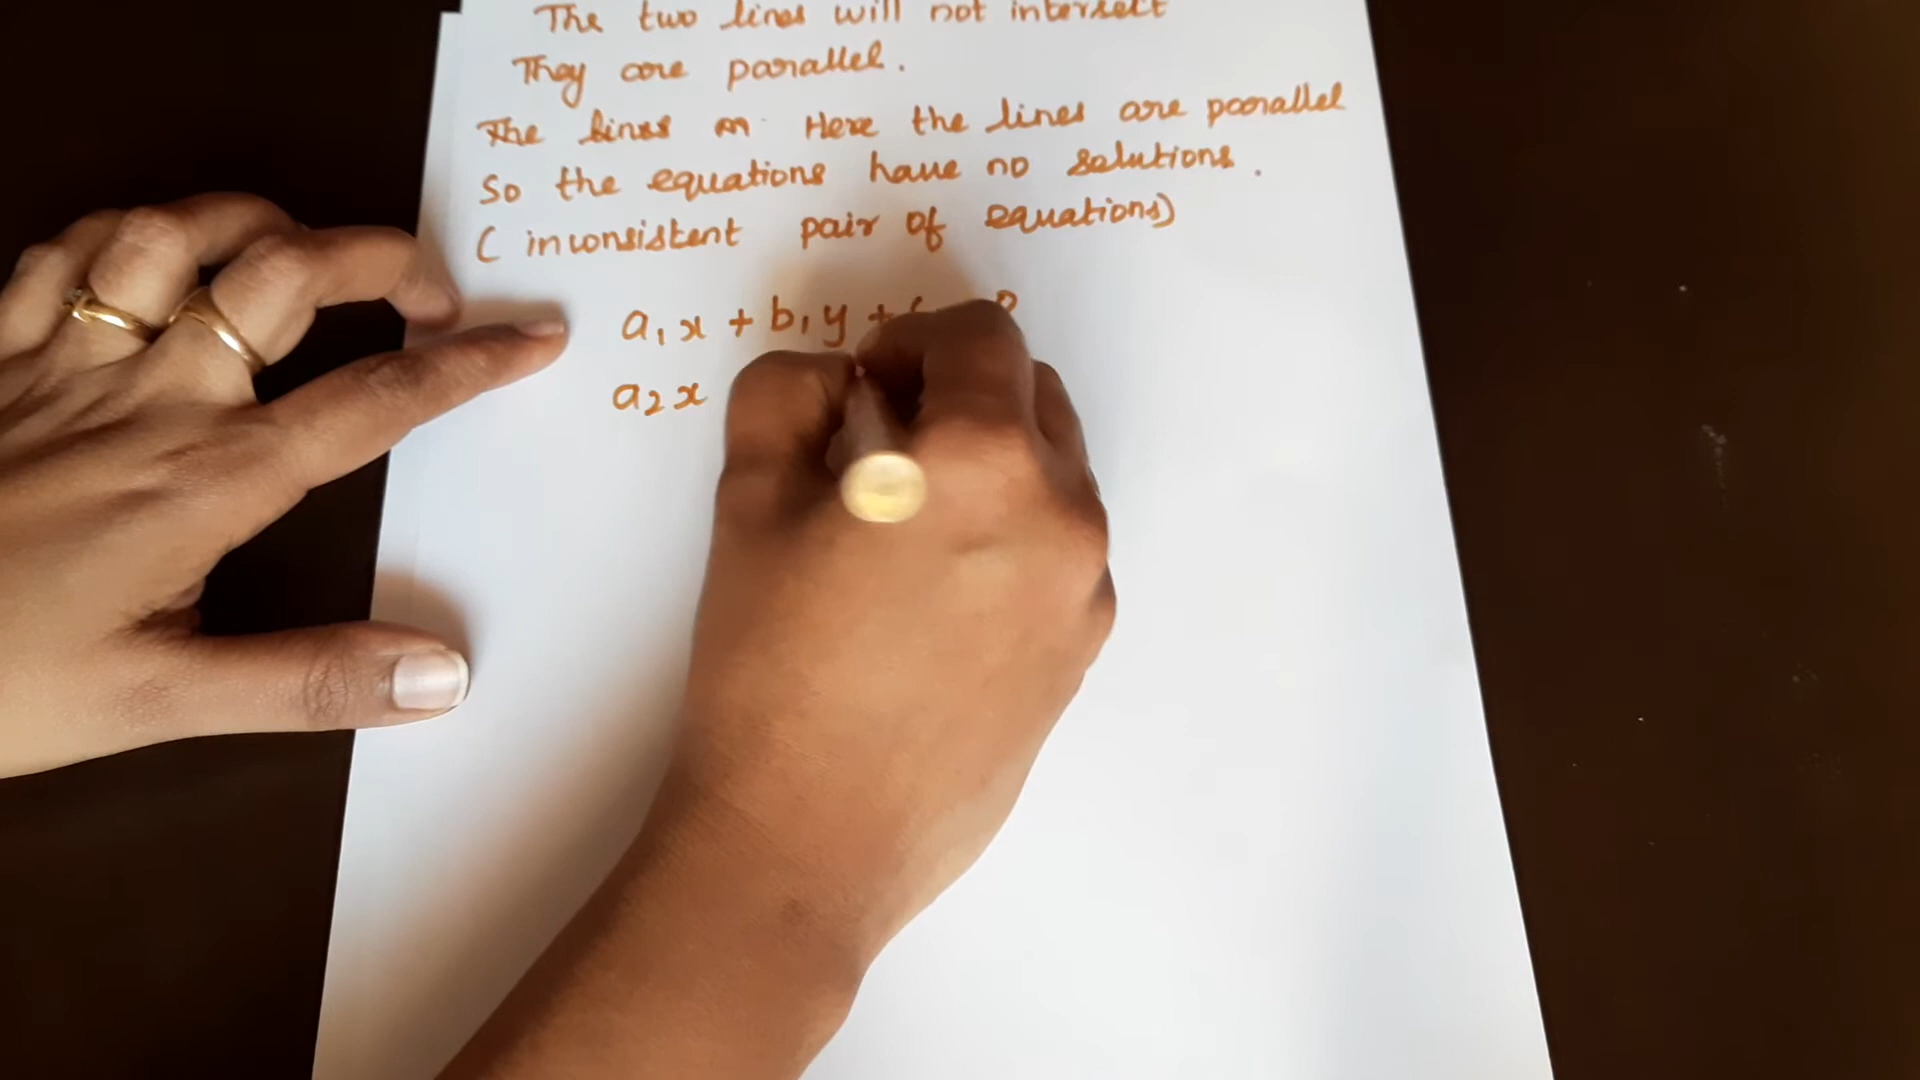 The two lines will not intersect
They are parallel.
The lines Here the lines are parallel
So the equations have no solutions.
( inconsistent pair of equations)
a₁x + b₁y +
a₂x